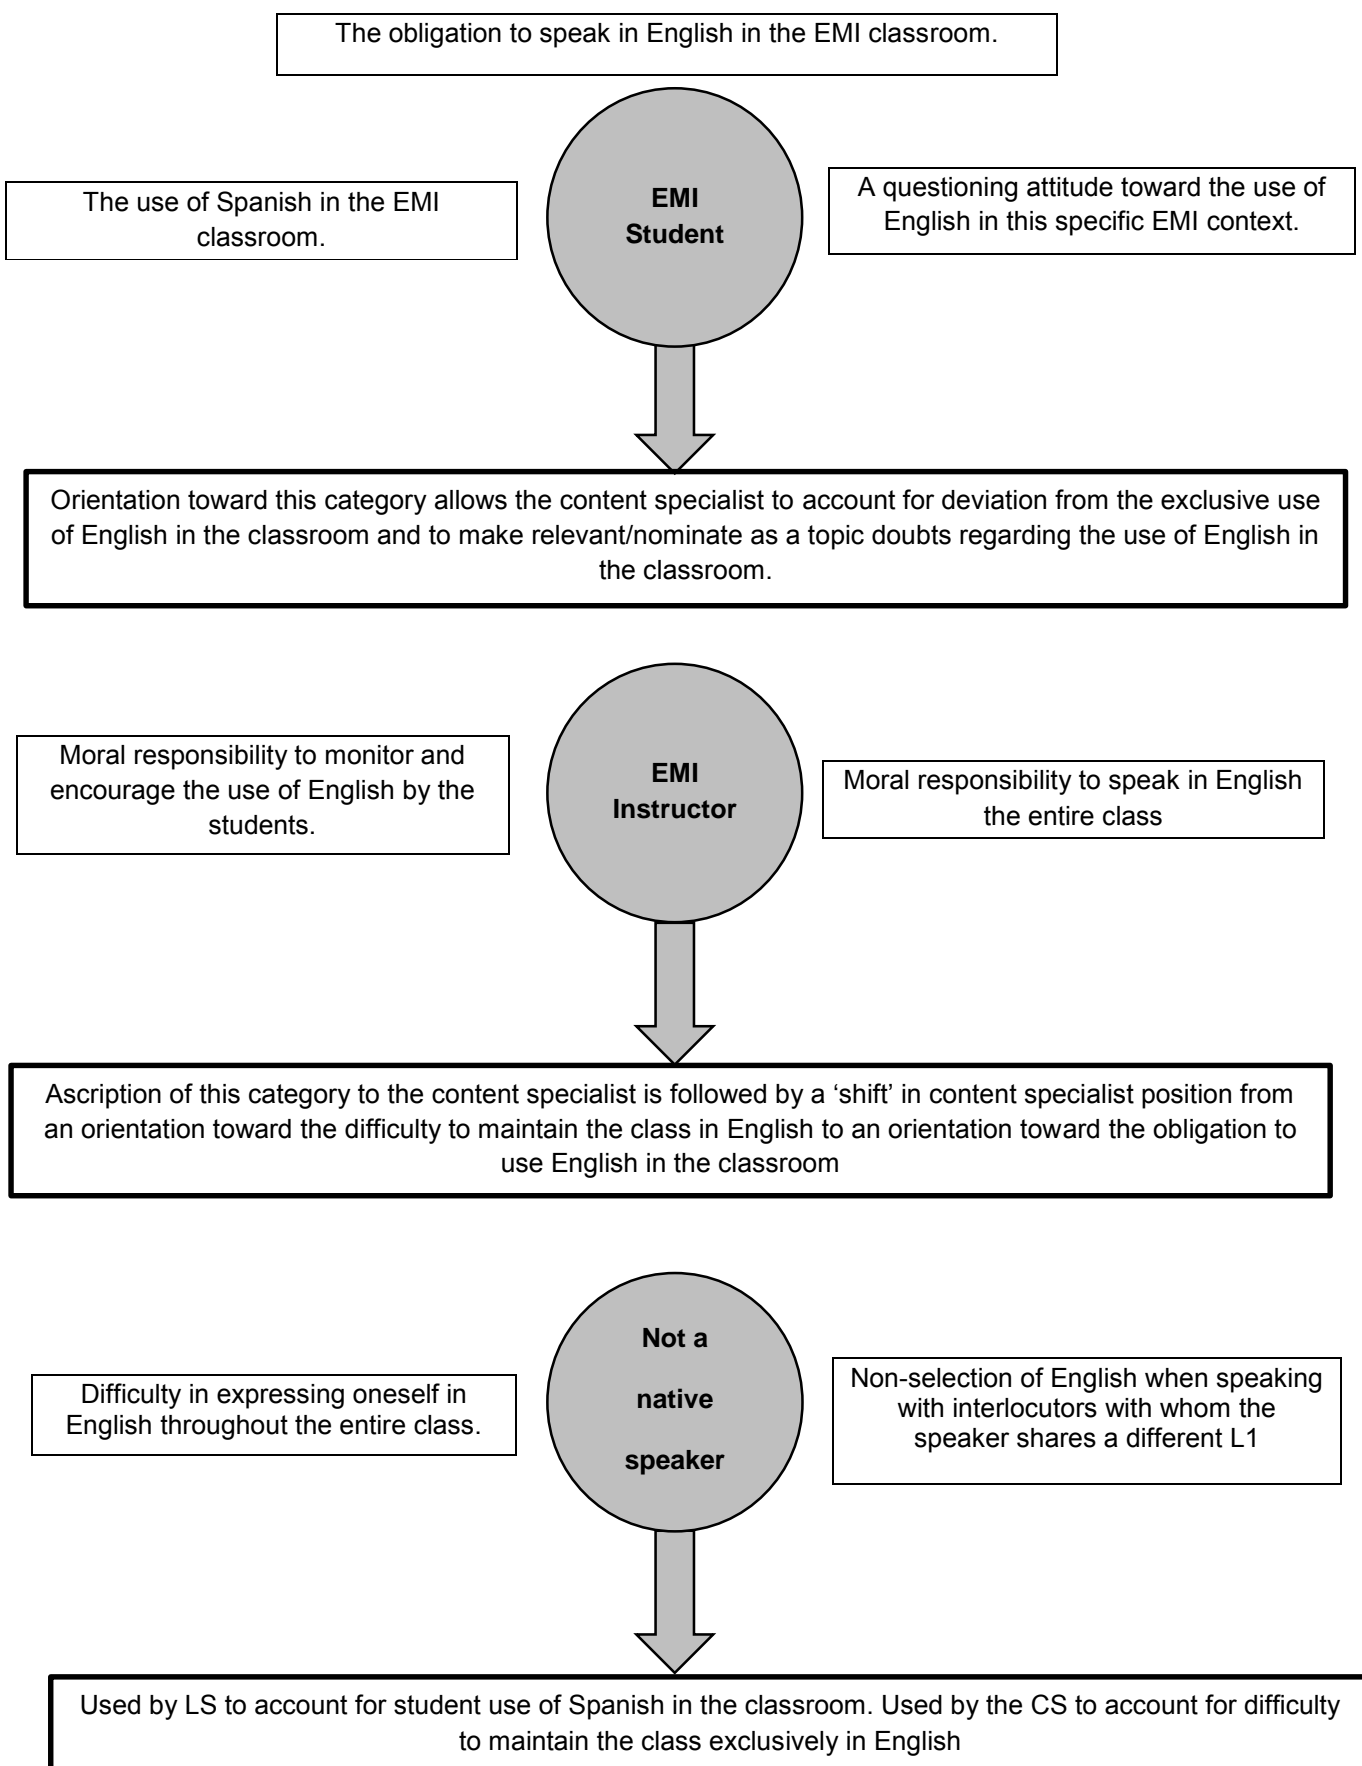 The obligation to speak in English in the EMI classroom.
The use of Spanish in the EMI
classroom.
EMI
Student
A questioning attitude toward the use of
English in this specific EMI context.
Orientation toward this category allows the content specialist to account for deviation from the exclusive use
of English in the classroom and to make relevant/nominate as a topic doubts regarding the use of English in
the classroom.
Moral responsibility to monitor and
encourage the use of English by the
students.
EMI
Instructor
Moral responsibility to speak in English
the entire class
Ascription of this category to the content specialist is followed by a ‘shift’ in content specialist position from
an orientation toward the difficulty to maintain the class in English to an orientation toward the obligation to
use English in the classroom
Difficulty in expressing oneself in
English throughout the entire class.
Not a
native
speaker
Non-selection of English when speaking
with interlocutors with whom the
speaker shares a different L1
Used by LS to account for student use of Spanish in the classroom. Used by the CS to account for difficulty
to maintain the class exclusively in English